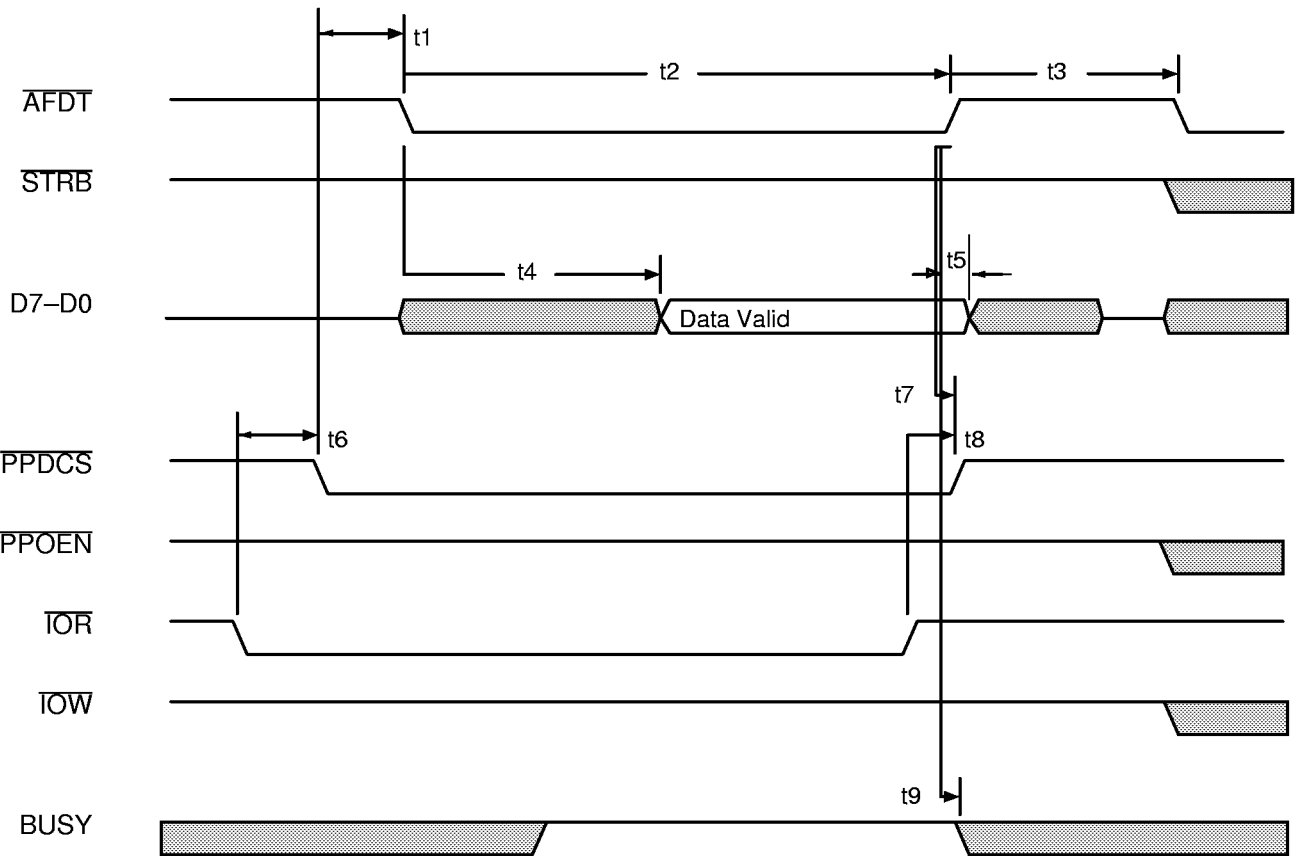 t1
t2
t3
AFDT
STRB
t4
t5
D7–D0
Data Valid
t7
t6
t8
PPDCS
PPOEN
IOR
IOW
t9
BUSY